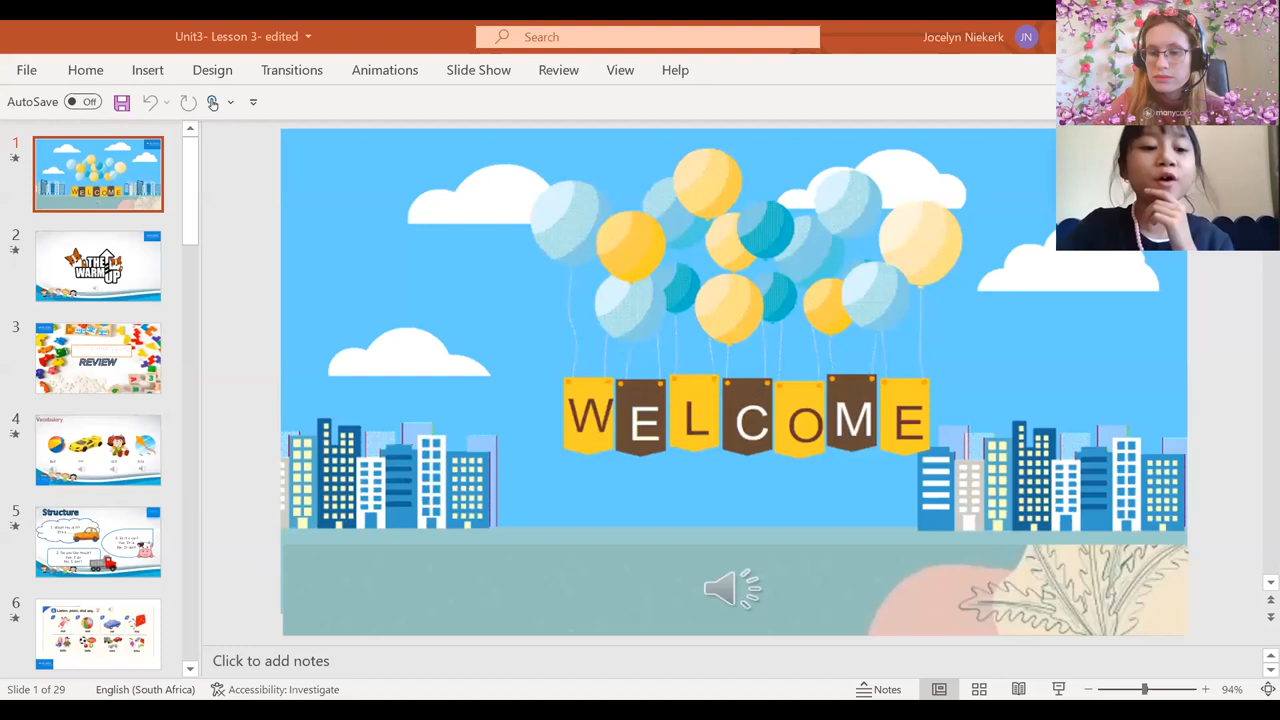 Unit3- Lesson 3- edited
Search
Jocelyn Niekerk
JN
File Home Insert Design Transitions Animations Slide Show Review View Help
AutoSave Off
manycam
1
WELCOME
2
THE
WARM UP
3
REVIEW
4
Vocabulary
5
Structure
6
WELCOME
Click to add notes
Slide 1 of 29 English (South Africa) Accessibility: Investigate Notes 94%